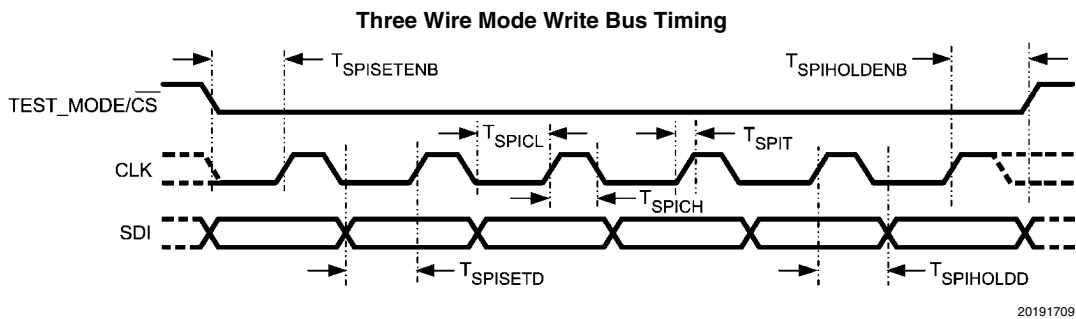 Three Wire Mode Write Bus Timing
TSPISETENB
TSPIHOLDENB
TEST_MODE/CS
TSPICL
TSPIT
CLK
TSPICH
SDI
TSPISETD
TSPIHOLDD
20191709